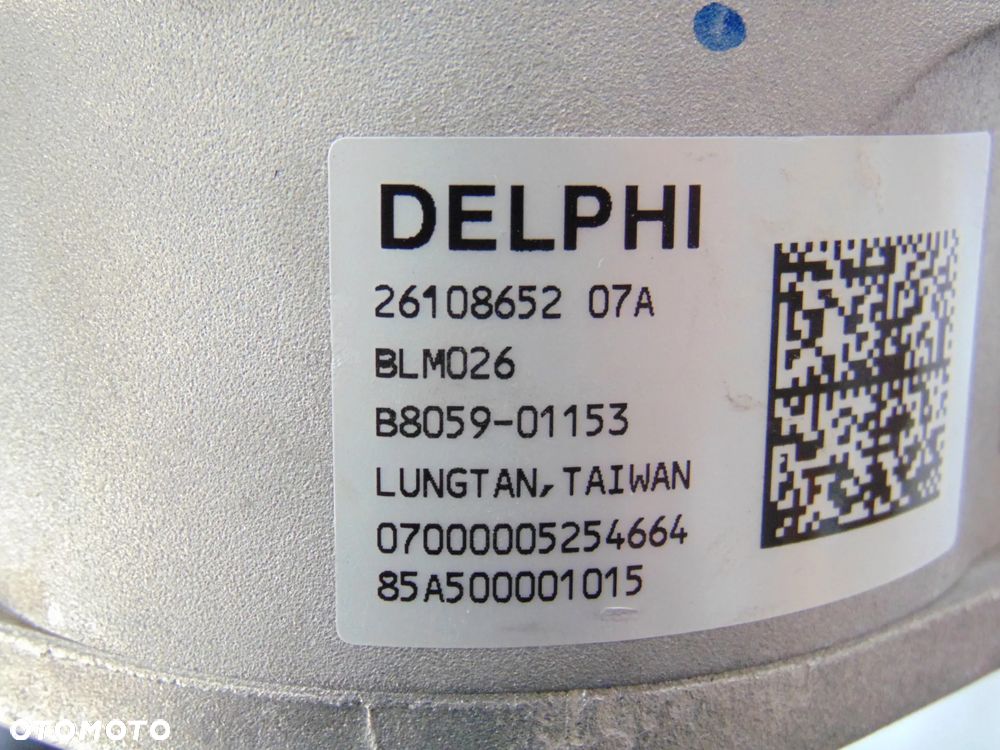 DELPHI
26108652 07A
BLM026
B8059-01153
LUNGTAN, TAIWAN
07000005254664
85A500001015
OTOMOTO